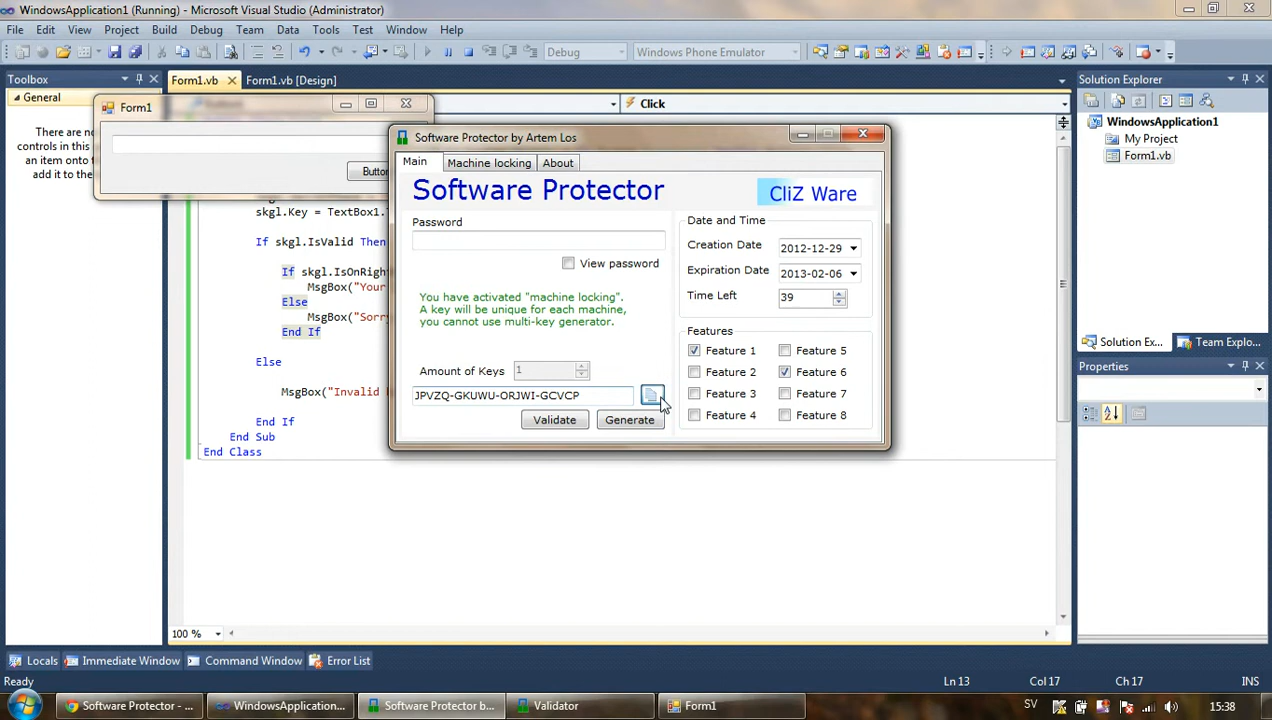 WindowsApplication1 (Running) - Microsoft Visual Studio (Administrator)
File Edit View Project Build Debug Team Data Tools Test Window Help
Debug Windows Phone Emulator
Toolbox
General
There are no
controls in this
an item onto t
add it to the
Form1.vb Form1.vb [Design]
Click
Form1
Button
skgl.Key = TextBox1.T
If skgl.IsValid Then
If skgl.IsOnRigh
MsgBox("Your
Else
MsgBox("Sorry
End If
Else
MsgBox("Invalid
End If
End Sub
End Class
100 %
Software Protector by Artem Los
Main Machine locking About
Software Protector
CliZ Ware
Password
View password
You have activated "machine locking".
A key will be unique for each machine,
you cannot use multi-key generator.
Amount of Keys 1
JPVZQ-GKUWU-ORJWI-GCVCP
Validate Generate
Date and Time
Creation Date 2012-12-29
Expiration Date 2013-02-06
Time Left 39
Features
Feature 1 Feature 5
Feature 2 Feature 6
Feature 3 Feature 7
Feature 4 Feature 8
Solution Explorer
WindowsApplication1
My Project
Form1.vb
Solution Ex... Team Explo...
Properties
Locals Immediate Window Command Window Error List
Ready Ln 13 Col 17 Ch 17 INS
Software Protector - ... WindowsApplication... Software Protector b... Validator Form1 SV 15:38